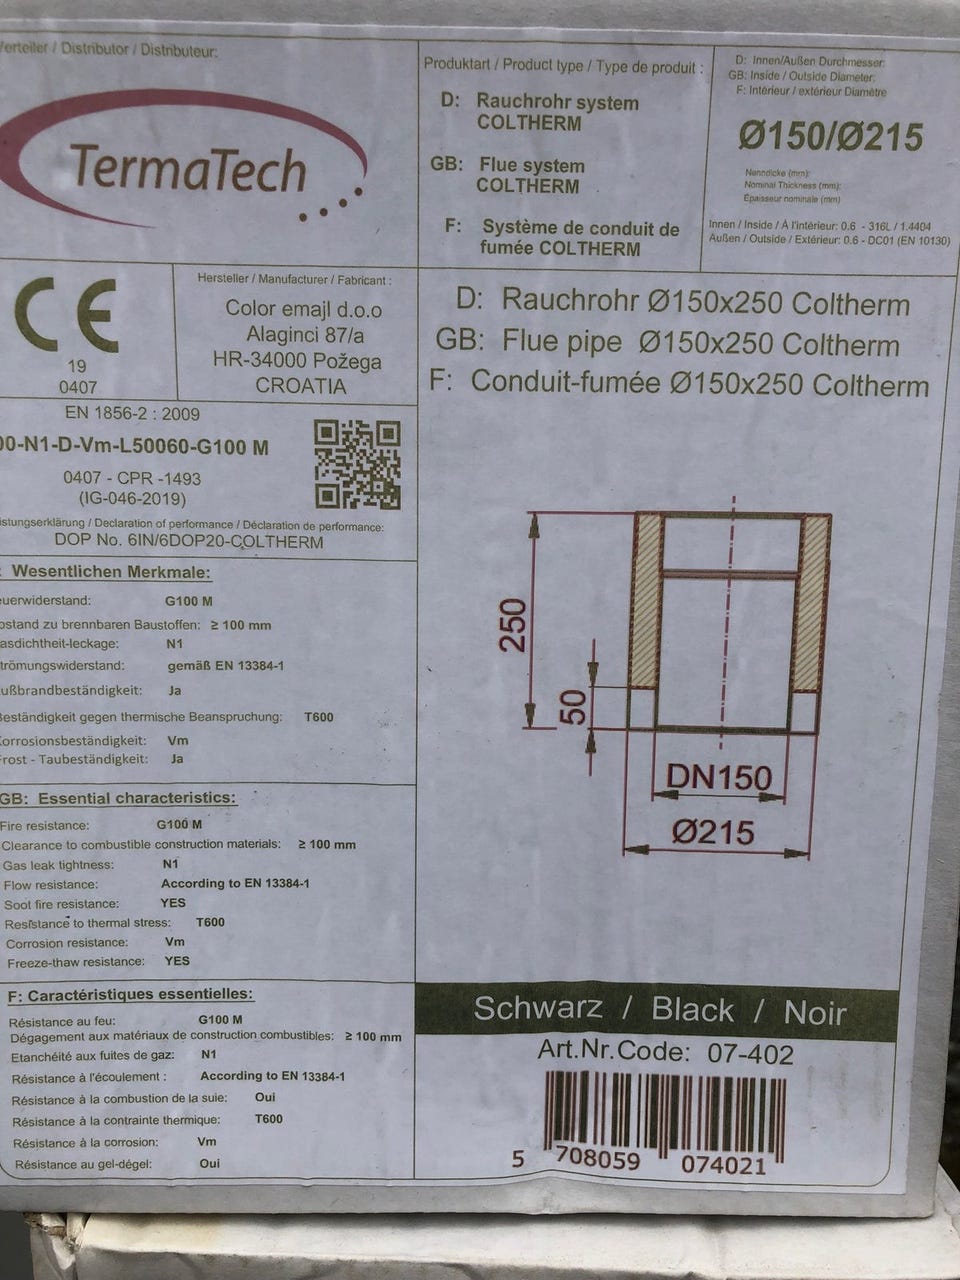 Verteiler / Distributor / Distributeur:
TermaTech
Produktart / Product type / Type de produit :
D: Rauchrohr system
COLTHERM
GB: Flue system
COLTHERM
F: Système de conduit de
fumée COLTHERM
D: Innen/Außen Durchmesser:
GB: Inside / Outside Diameter:
F: Intérieur / extérieur Diamètre
Ø150/Ø215
Nenndicke (mm):
Nominal Thickness (mm):
Épaisseur nominale (mm)
Innen / Inside / À l'intérieur: 0.6 - 316L / 1.4404
Außen / Outside / Extérieur: 0.6 - DC01 (EN 10130)
CE
19
0407
Hersteller / Manufacturer / Fabricant :
Color emajl d.o.o
Alaginci 87/a
HR-34000 Požega
CROATIA
D: Rauchrohr Ø150x250 Coltherm
GB: Flue pipe Ø150x250 Coltherm
F: Conduit-fumée Ø150x250 Coltherm
EN 1856-2 : 2009
00-N1-D-Vm-L50060-G100 M
0407 - CPR -1493
(IG-046-2019)
istungserklärung / Declaration of performance / Déclaration de performance:
DOP No. 6IN/6DOP20-COLTHERM
: Wesentlichen Merkmale:
euerwiderstand: G100 M
bstand zu brennbaren Baustoffen: ≥ 100 mm
asdichtheit-leckage: N1
trömungswiderstand: gemäß EN 13384-1
ußbrandbeständigkeit: Ja
Beständigkeit gegen thermische Beanspruchung: T600
Korrosionsbeständigkeit: Vm
Frost - Taubeständigkeit: Ja
GB: Essential characteristics:
Fire resistance: G100 M
Clearance to combustible construction materials: ≥ 100 mm
Gas leak tightness: N1
Flow resistance: According to EN 13384-1
Soot fire resistance: YES
Resistance to thermal stress: T600
Corrosion resistance: Vm
Freeze-thaw resistance: YES
F: Caractéristiques essentielles:
Résistance au feu: G100 M
Dégagement aux matériaux de construction combustibles: ≥ 100 mm
Etanchéité aux fuites de gaz: N1
Résistance à l'écoulement : According to EN 13384-1
Résistance à la combustion de la suie: Oui
Résistance à la contrainte thermique: T600
Résistance à la corrosion: Vm
Résistance au gel-dégel: Oui
250
50
DN150
Ø215
Schwarz / Black / Noir
Art.Nr.Code: 07-402
5 708059 074021